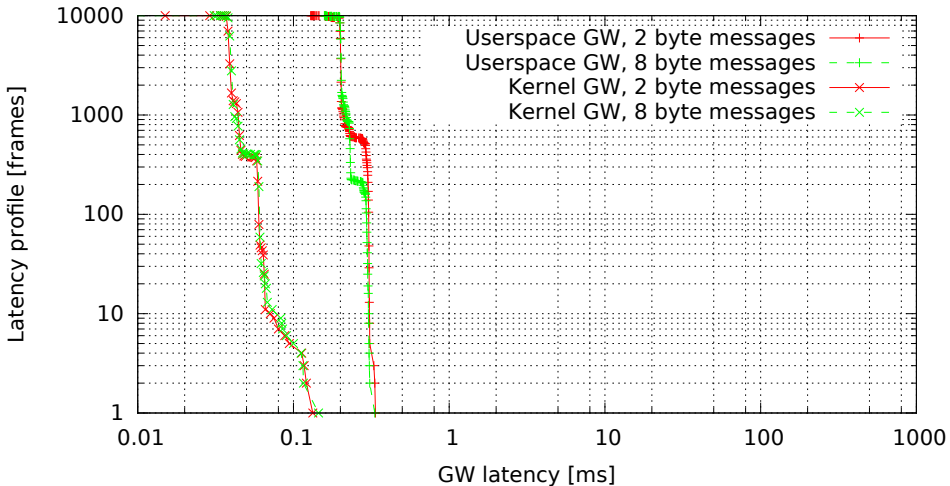 Latency profile [frames]
10000
1000
100
10
1
Userspace GW, 2 byte messages
Userspace GW, 8 byte messages
Kernel GW, 2 byte messages
Kernel GW, 8 byte messages
0.01 0.1 1 10 100 1000
GW latency [ms]